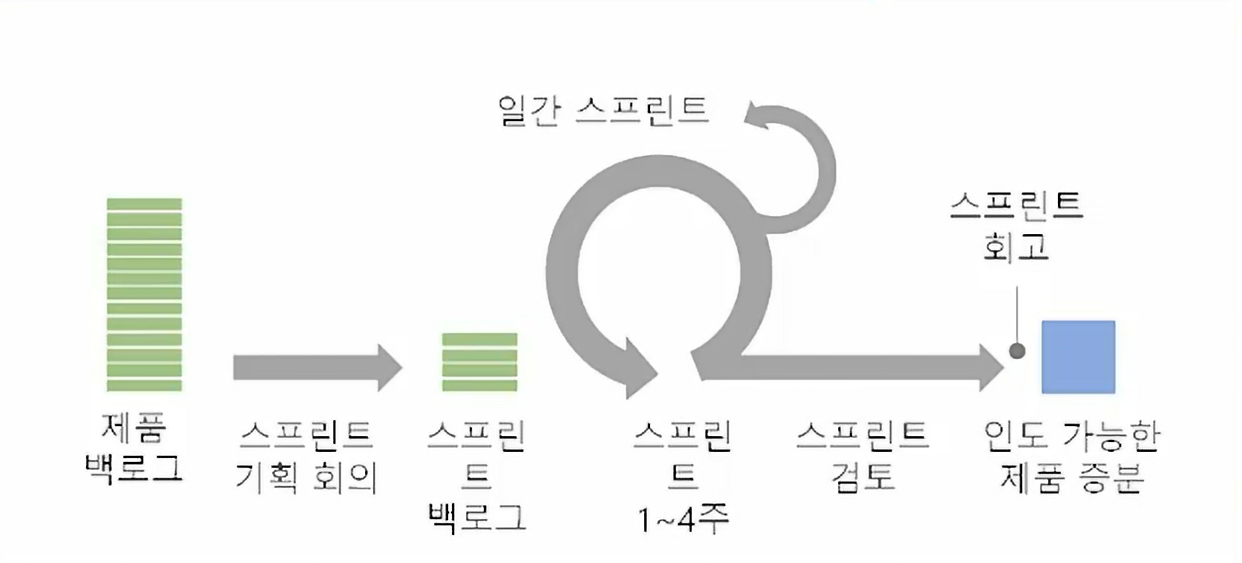 일간 스프린트
스프린트
회고
제품
백로그
스프린트
기획 회의
스프린
트
백로그
스프린
트
1~4주
스프린트
검토
인도 가능한
제품 증분